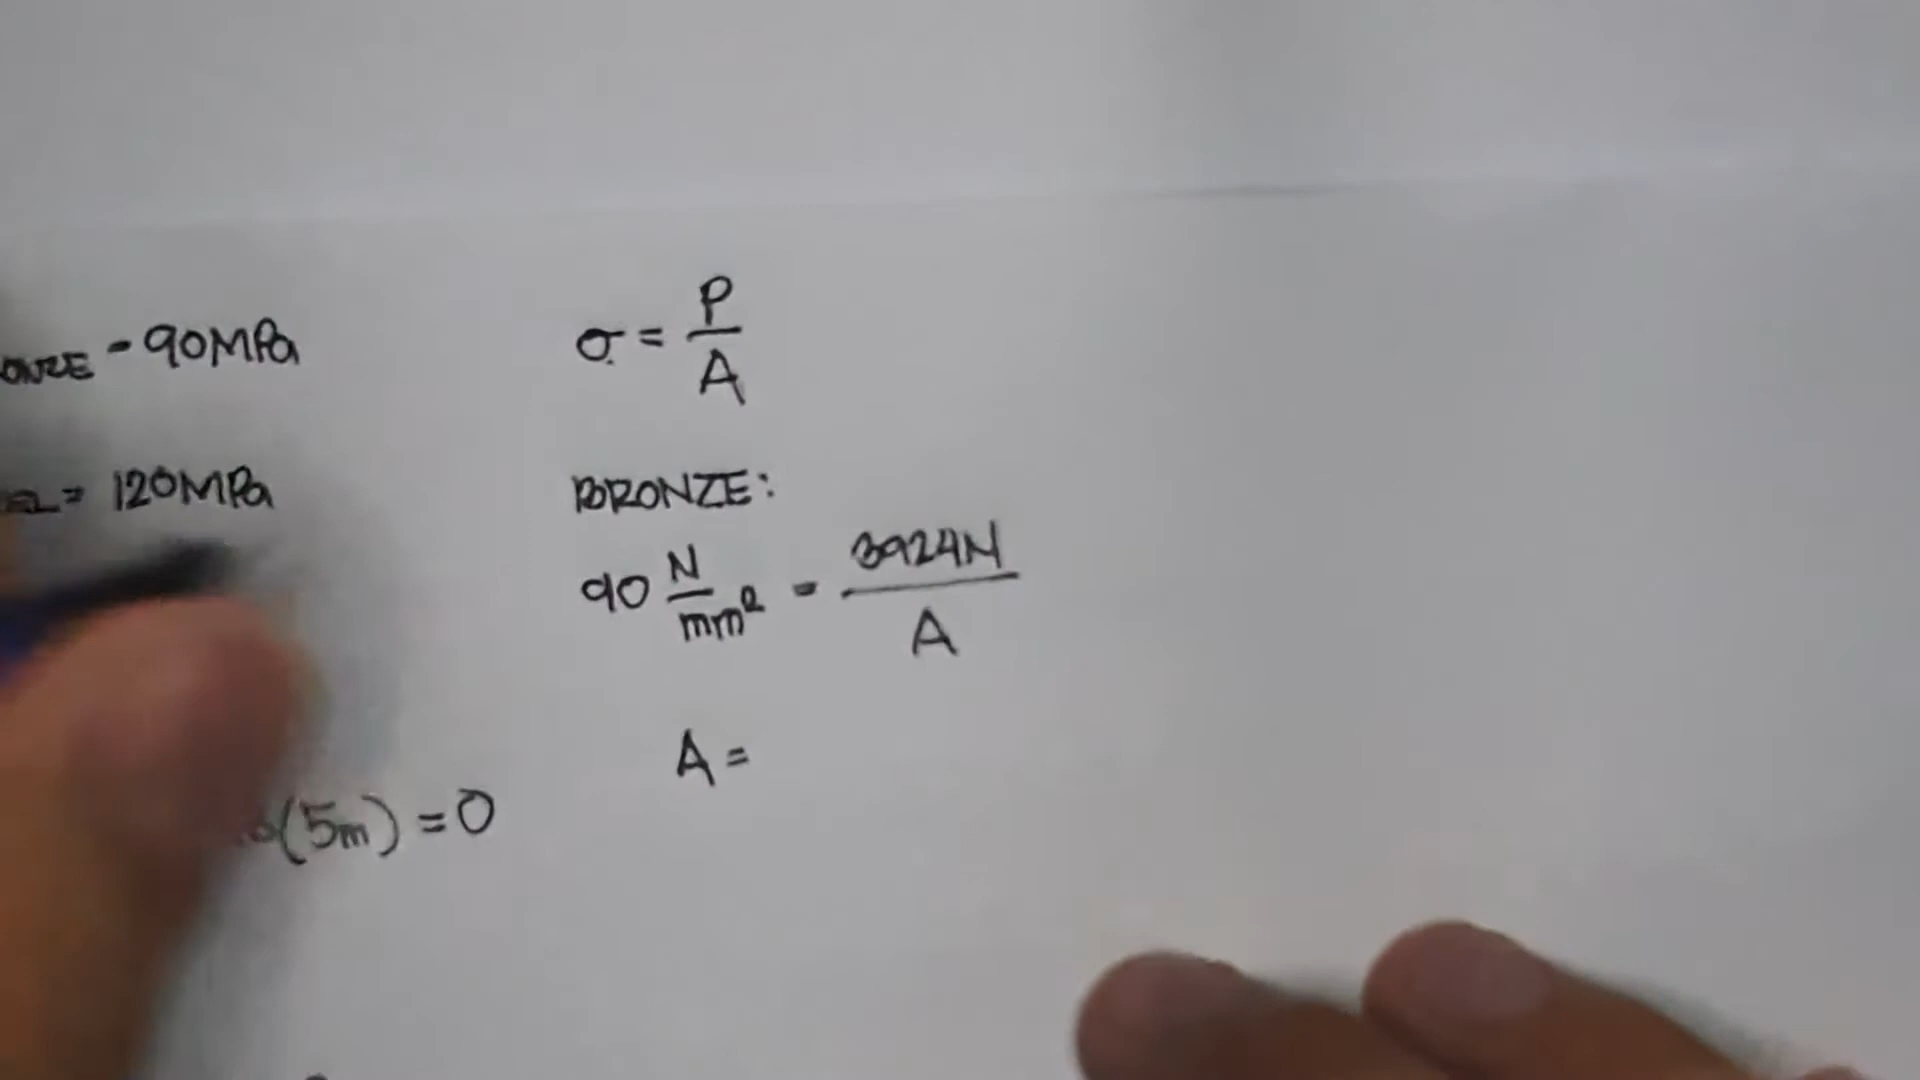 - 90MPa
= 120MPa
(5m) = 0
σ = P
A
BRONZE:
90 N/mm² = 3924N/A
A =